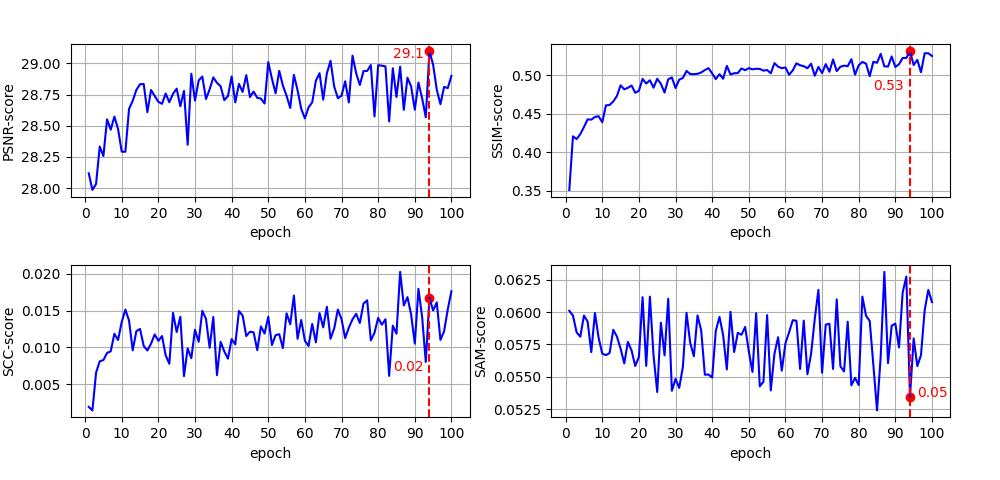 29.00
28.75
28.50
28.25
28.00
PSNR-score
29.1
0 10 20 30 40 50 60 70 80 90 100
epoch
0.50
0.45
0.40
0.35
SSIM-score
0.53
0 10 20 30 40 50 60 70 80 90 100
epoch
0.020
0.015
0.010
0.005
SCC-score
0.02
0 10 20 30 40 50 60 70 80 90 100
epoch
0.0625
0.0600
0.0575
0.0550
0.0525
SAM-score
0.05
0 10 20 30 40 50 60 70 80 90 100
epoch